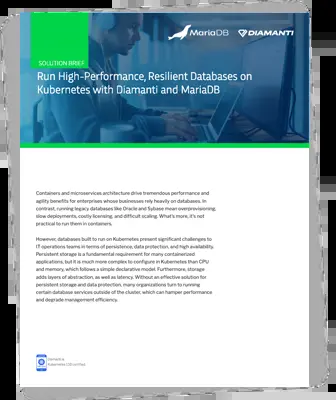 MariaDB DIAMANTI
SOLUTION BRIEF
Run High-Performance, Resilient Databases on
Kubernetes with Diamanti and MariaDB
Containers and microservices architecture drive tremendous performance and
agility benefits for enterprises whose businesses rely heavily on databases. In
contrast, running legacy databases like Oracle and Sybase mean overprovisioning;
slow deployments, costly licensing, and difficult scaling. What's more, it's not
practical to run them in containers.
However, databases built to run on Kubernetes present significant challenges to
IT operations teams in terms of persistence, data protection, and high availability.
Persistent storage is a fundamental requirement for many containerized
applications, but it is much more complex to configure in Kubernetes than CPU
and memory, which follows a simple declarative model. Furthermore, storage
adds layers of abstraction, as well as latency. Without an effective solution for
persistent storage and data protection, many organizations turn to running
certain database services outside of the cluster, which can hamper performance
and degrade management efficiency.
Diamanti is
Kubernetes
certified